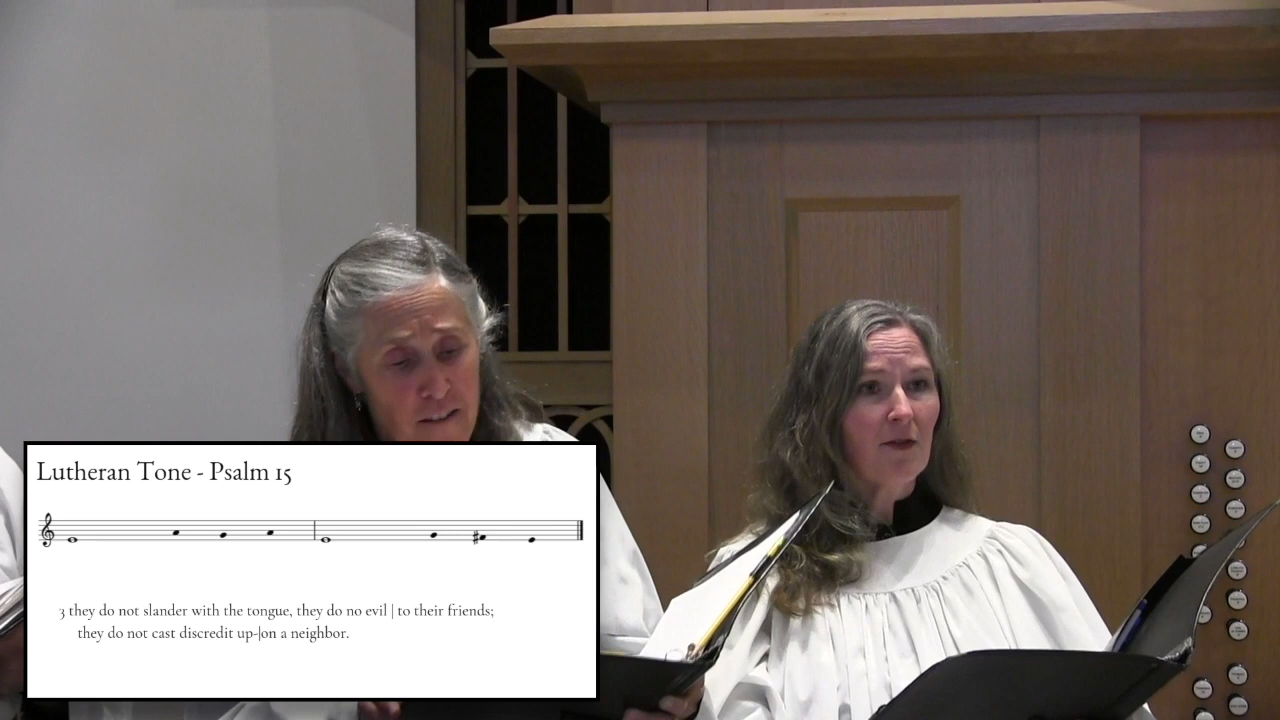 Lutheran Tone - Psalm 15
3 they do not slander with the tongue, they do no evil | to their friends;
they do not cast discredit up-|on a neighbor.